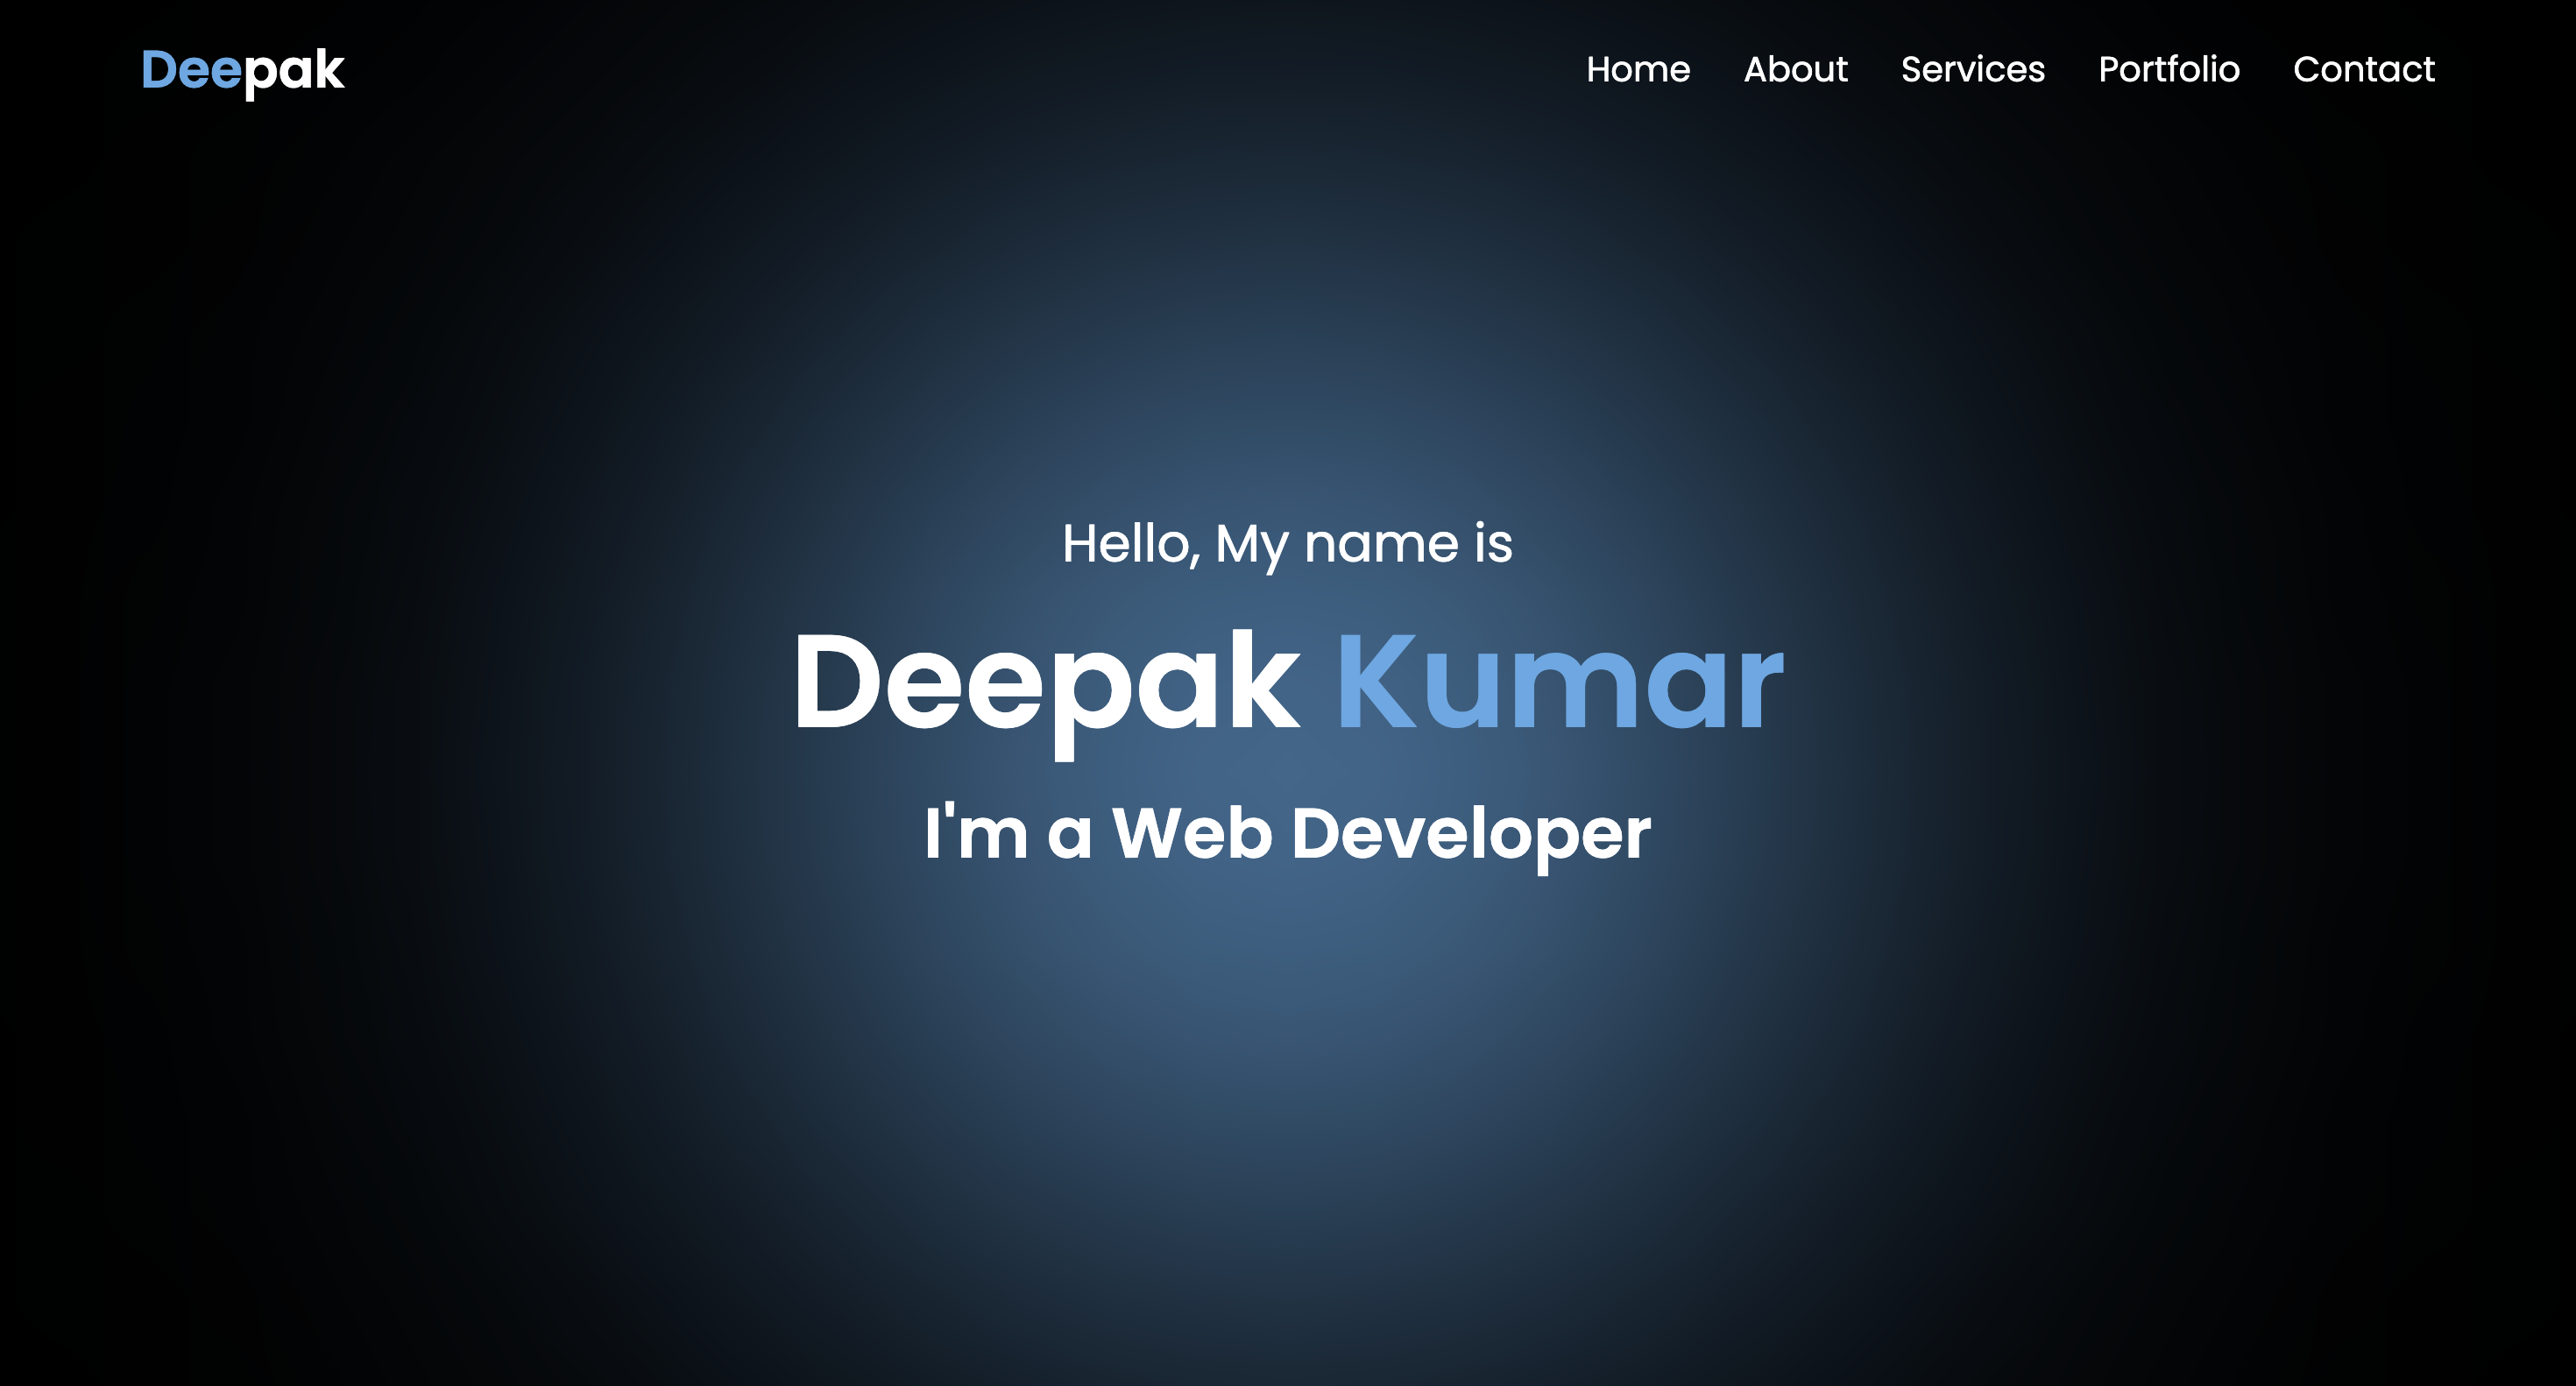 Deepak Home About Services Portfolio Contact
Hello, My name is
Deepak Kumar
I'm a Web Developer